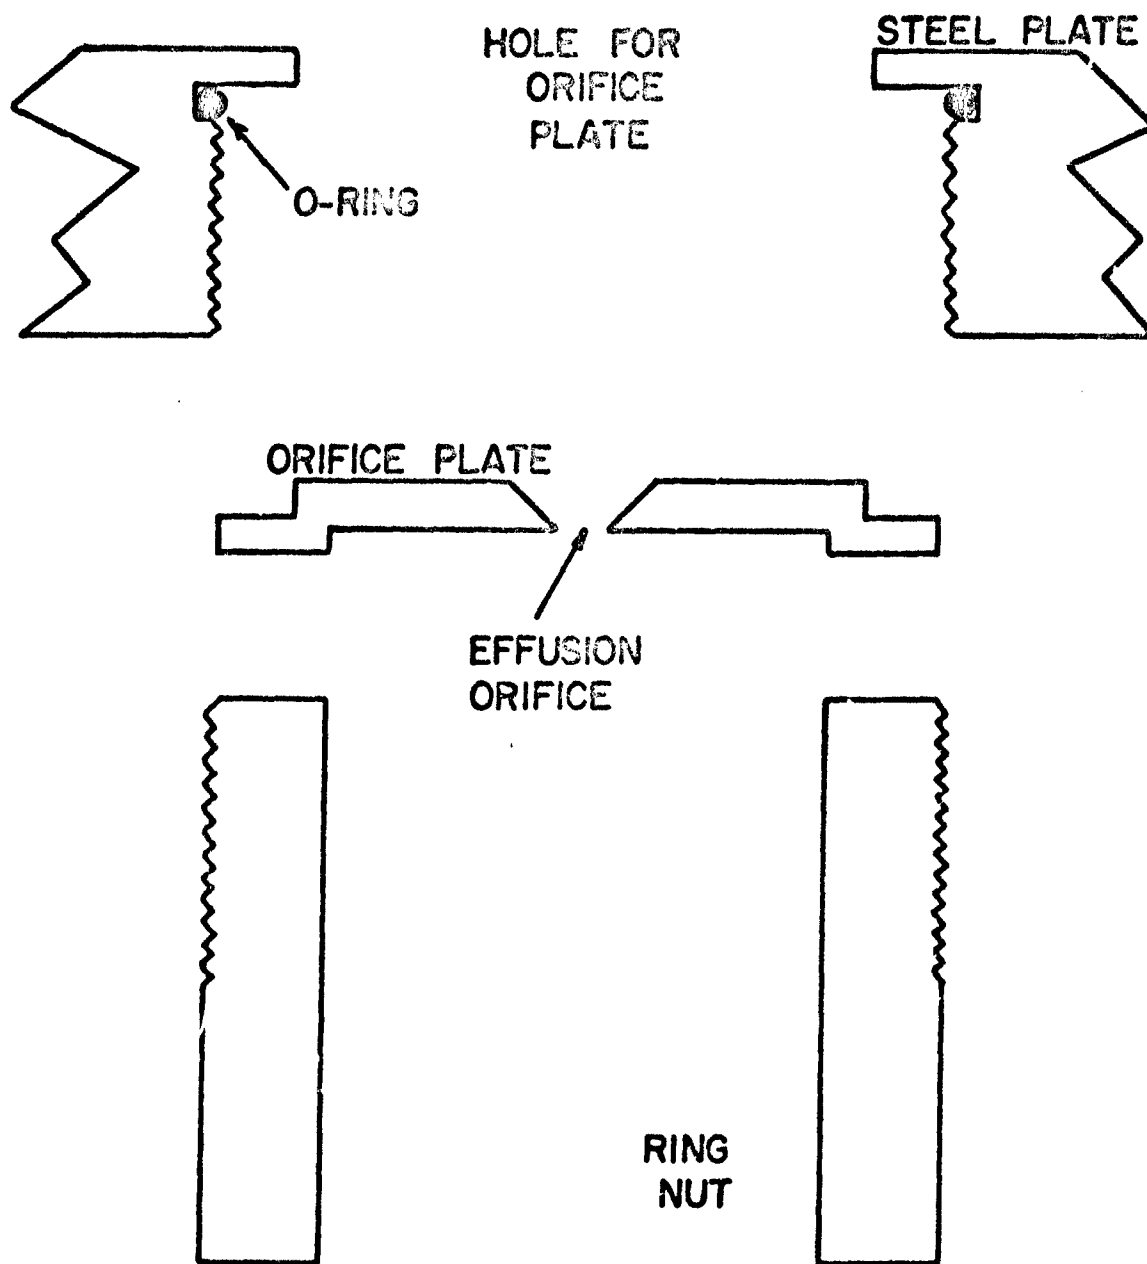 HOLE FOR
ORIFICE
PLATE
STEEL PLATE
O-RING
ORIFICE PLATE
EFFUSION
ORIFICE
RING
NUT